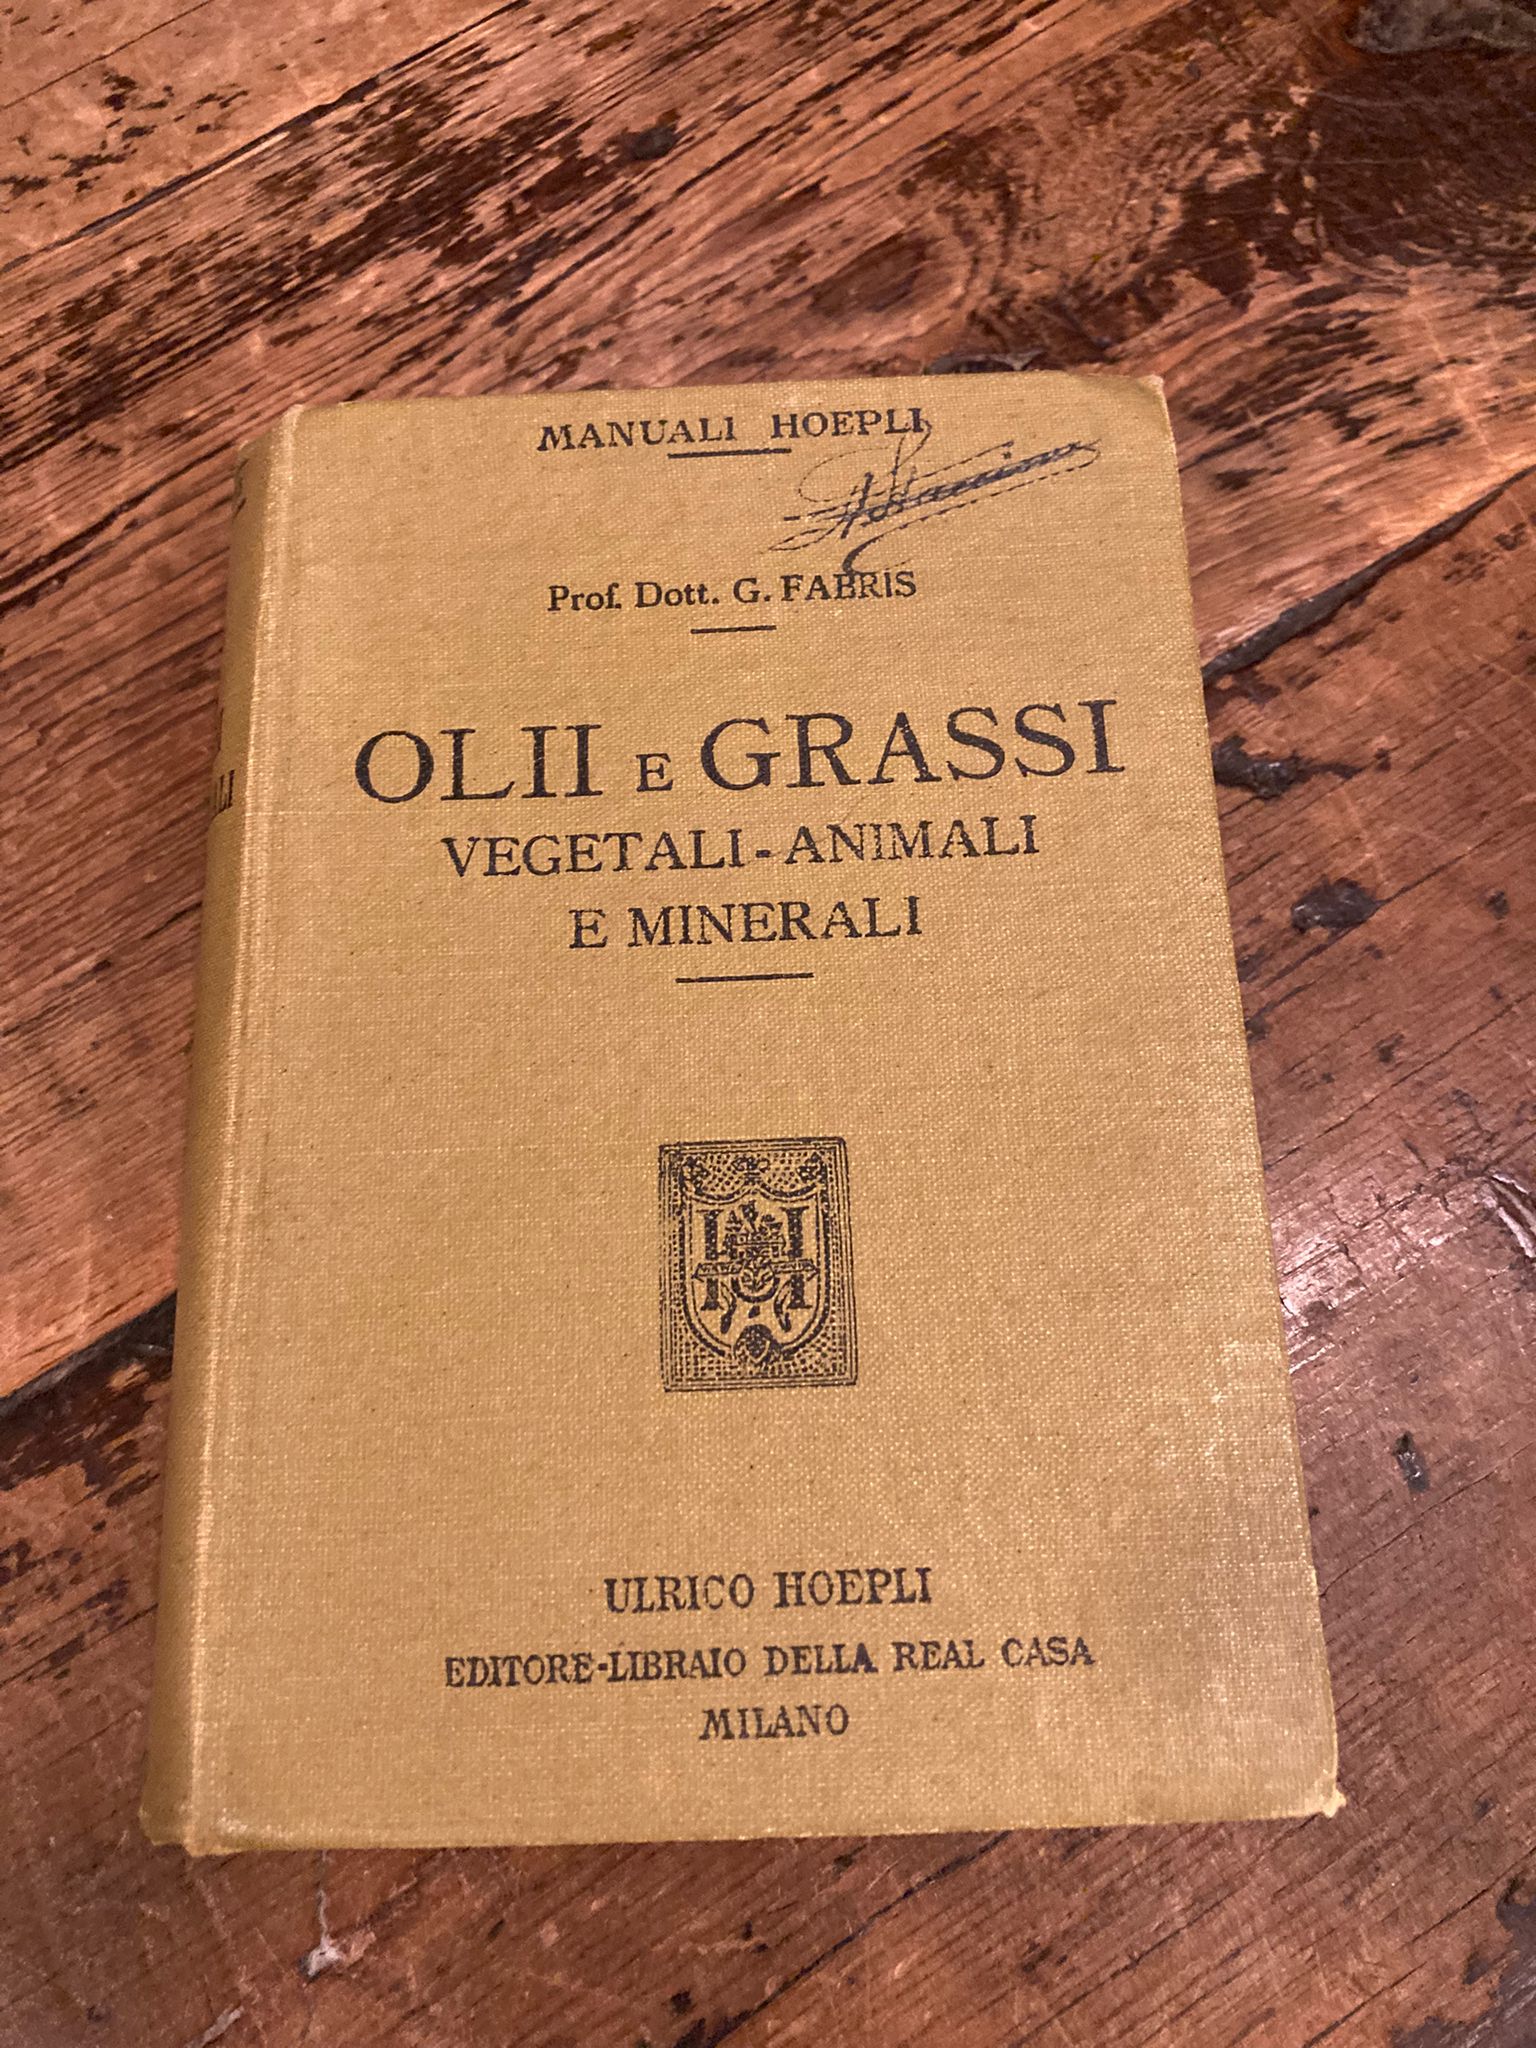 MANUALI HOEPLI
Prof. Dott. G. FABRIS
OLII E GRASSI
VEGETALI-ANIMALI
E MINERALI
ULRICO HOEPLI
EDITORE-LIBRAIO DELLA REAL CASA
MILANO